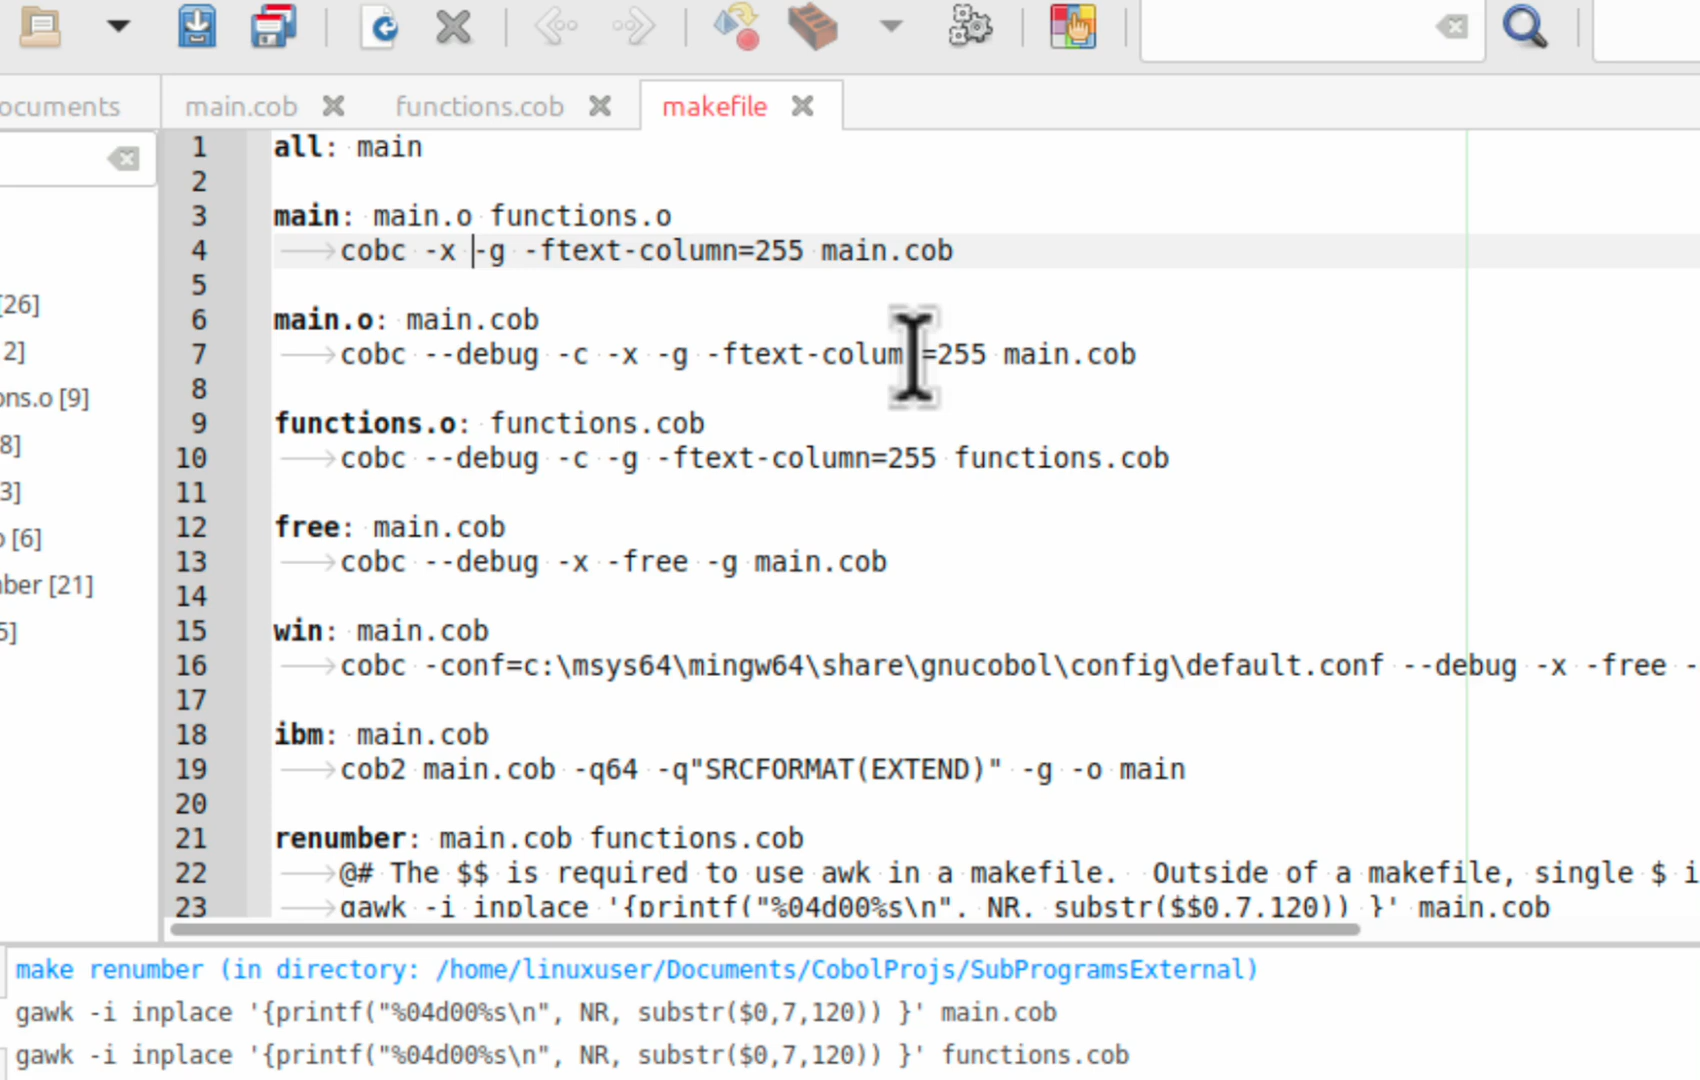 ocuments main.cob functions.cob makefile
[26]
2]
ons.o [9]
8]
3]
o [6]
nber [21]
5]
1 all: main
2
3 main: main.o functions.o
4 cobc -x -g -ftext-column=255 main.cob
5
6 main.o: main.cob
7 cobc --debug -c -x -g -ftext-colum =255 main.cob
8
9 functions.o: functions.cob
10 cobc --debug -c -g -ftext-column=255 functions.cob
11
12 free: main.cob
13 cobc --debug -x -free -g main.cob
14
15 win: main.cob
16 cobc -conf=c:\msys64\mingw64\share\gnucobol\config\default.conf --debug -x -free -
17
18 ibm: main.cob
19 cob2 main.cob -q64 -q"SRCFORMAT(EXTEND)" -g -o main
20
21 renumber: main.cob functions.cob
22 @# The $$ is required to use awk in a makefile.  Outside of a makefile, single $ i
23 gawk -i inplace '{printf("%04d00%s\n", NR, substr($$0,7,120)) }' main.cob
make renumber (in directory: /home/linuxuser/Documents/CobolProjs/SubProgramsExternal)
gawk -i inplace '{printf("%04d00%s\n", NR, substr($0,7,120)) }' main.cob
gawk -i inplace '{printf("%04d00%s\n", NR, substr($0,7,120)) }' functions.cob